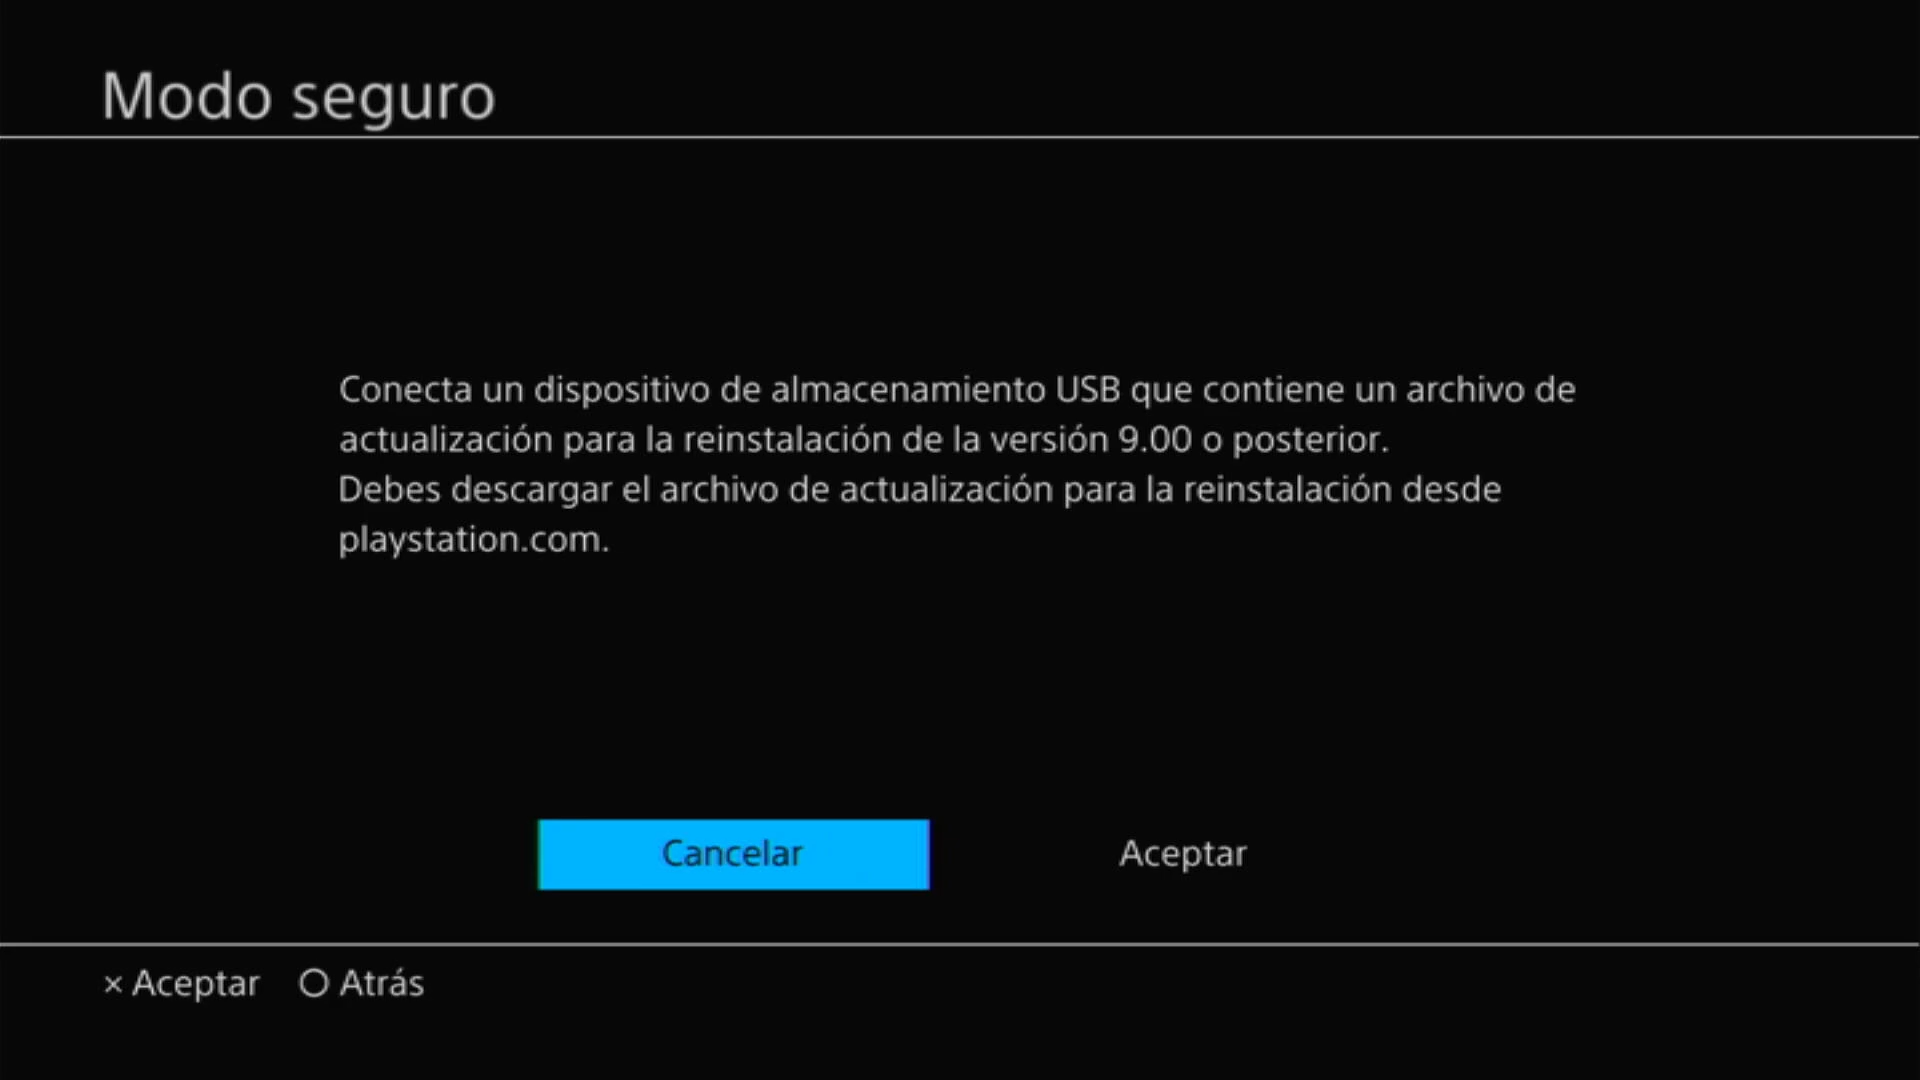 Modo seguro
Conecta un dispositivo de almacenamiento USB que contiene un archivo de
actualización para la reinstalación de la versión 9.00 o posterior.
Debes descargar el archivo de actualización para la reinstalación desde
playstation.com.
Cancelar Aceptar
× Aceptar ○ Atrás